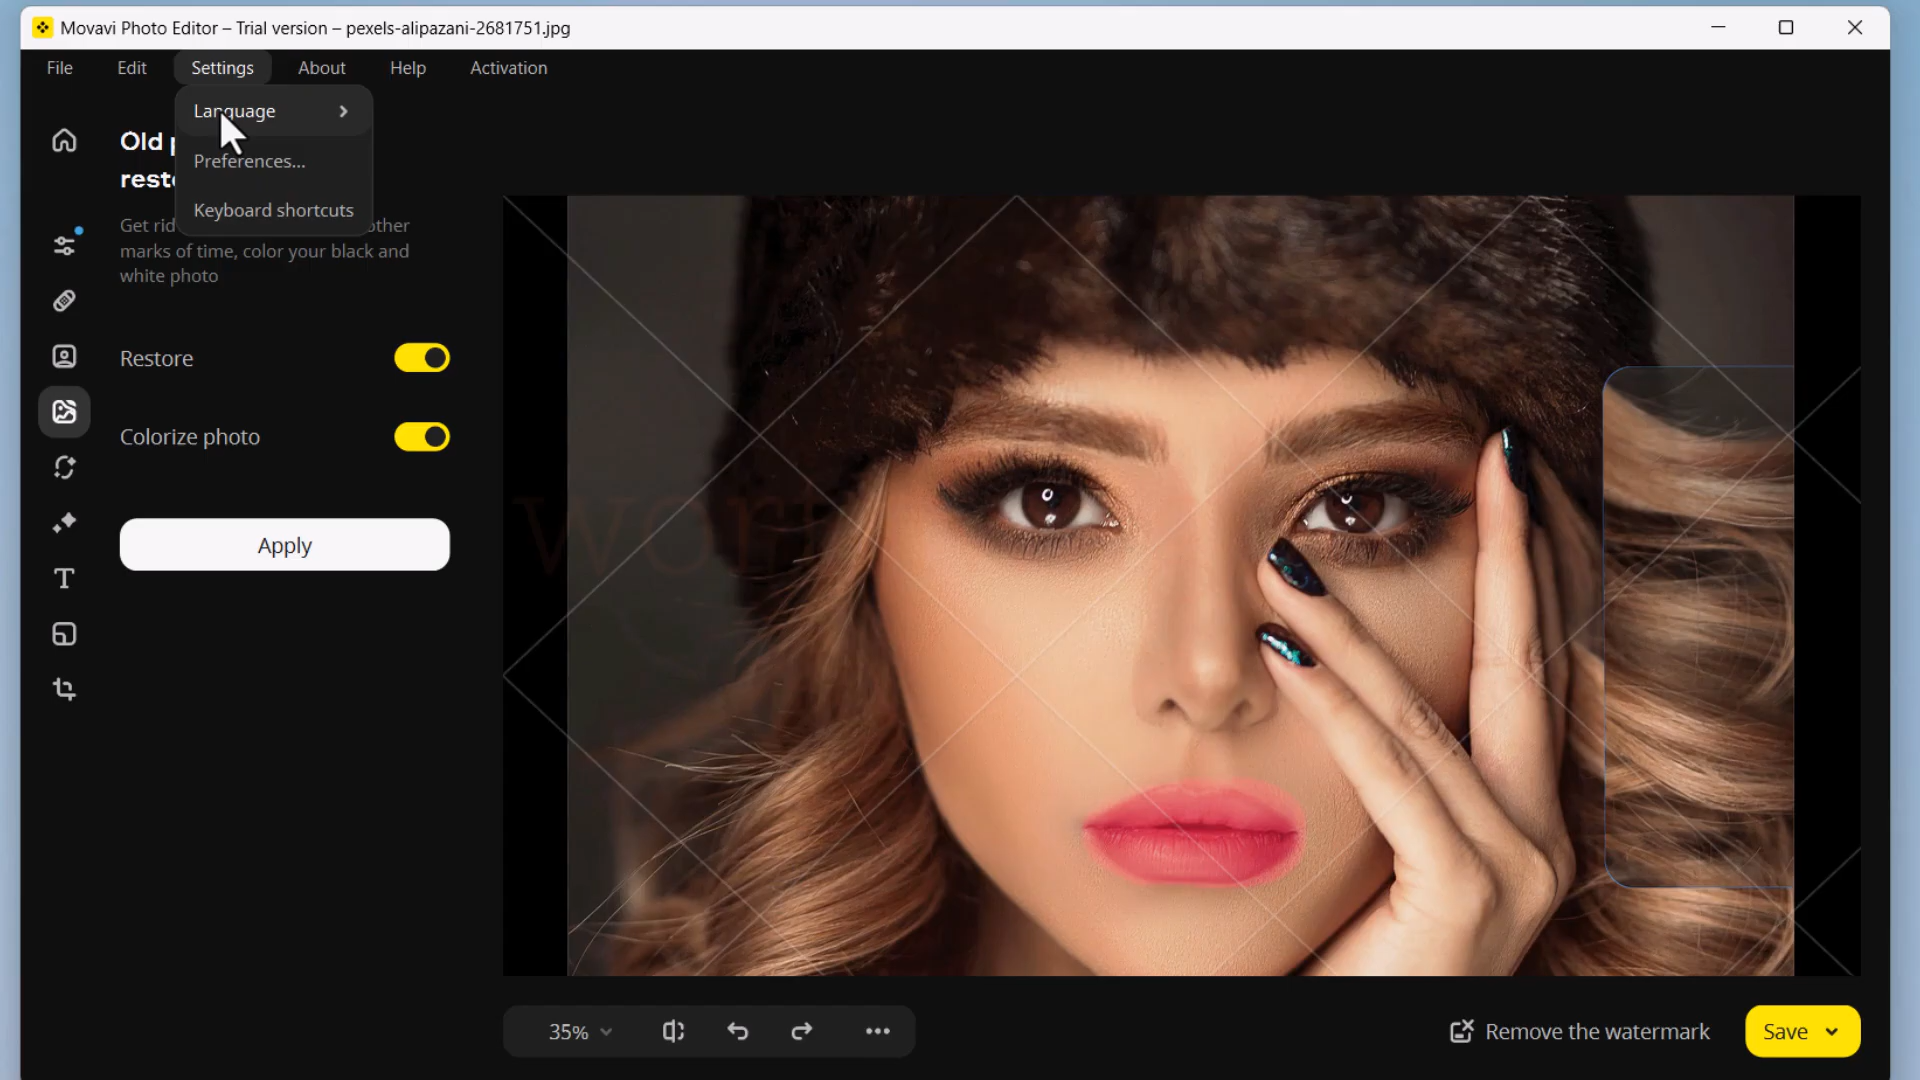 Movavi Photo Editor – Trial version – pexels-alipazani-2681751.jpg
File Edit Settings About Help Activation
Language
Preferences...
Keyboard shortcuts
Old
rest
Get rid other
marks of time, color your black and
white photo
Restore
Colorize photo
Apply
35%
Remove the watermark
Save